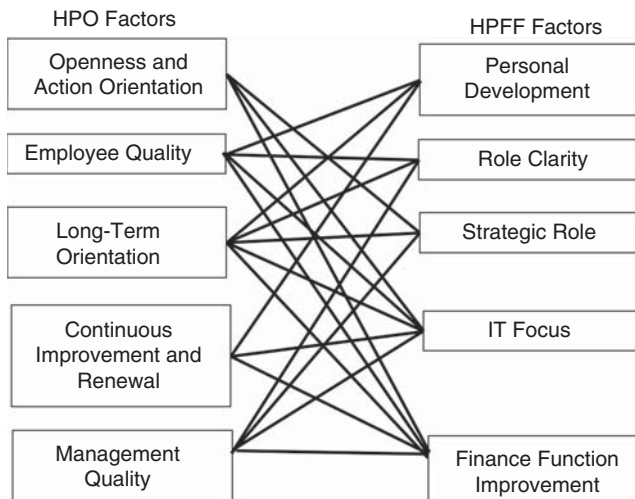 HPO Factors
Openness and
Action Orientation
Employee Quality
Long-Term
Orientation
Continuous
Improvement and
Renewal
Management
Quality
HPFF Factors
Personal
Development
Role Clarity
Strategic Role
IT Focus
Finance Function
Improvement